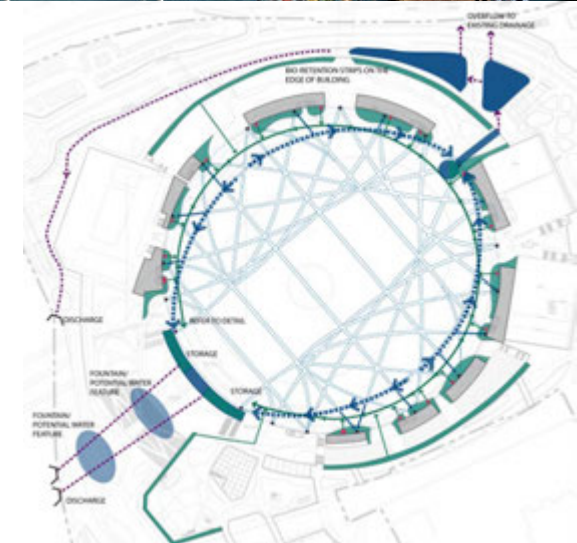 OVERFLOW TO
EXISTING DRAINAGE
BIO-RETENTION STRIPS ON THE
EDGE OF BUILDING
DISCHARGE
REFER TO DETAIL
STORAGE
STORAGE
FOUNTAIN/
POTENTIAL WATER
FEATURE
FOUNTAIN/
POTENTIAL WATER
FEATURE
DISCHARGE